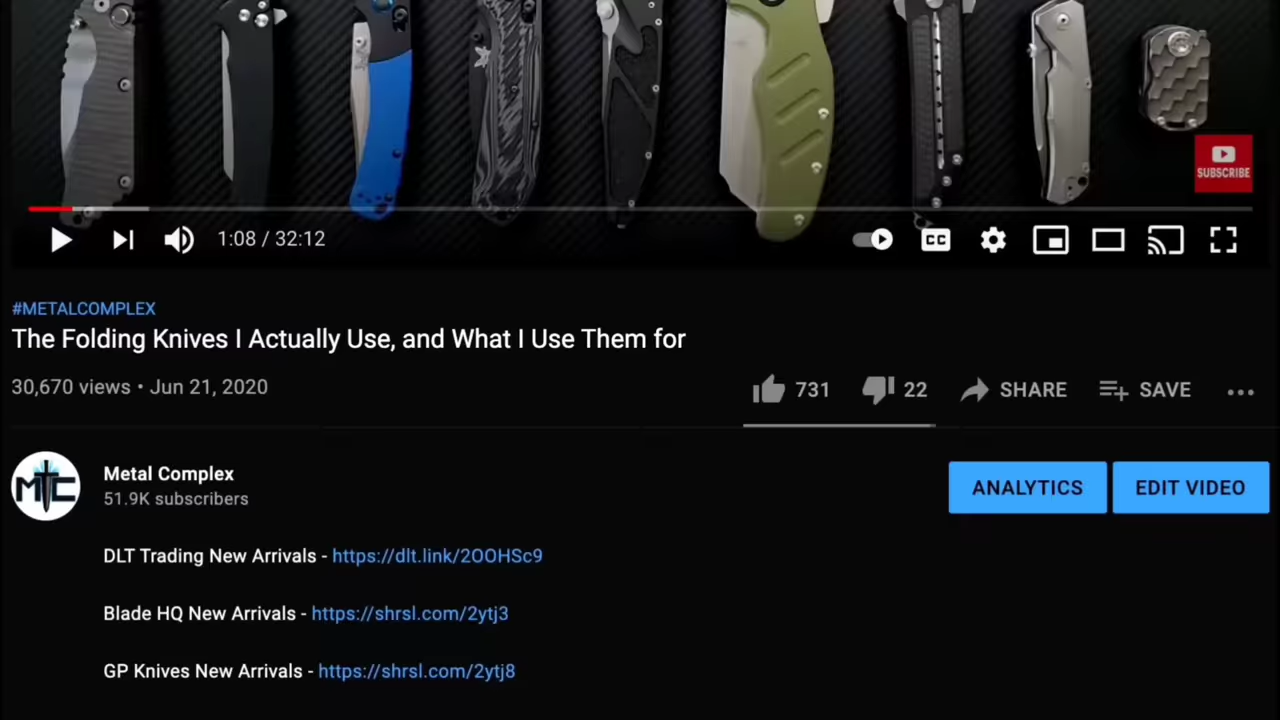 SUBSCRIBE
1:08 / 32:12
CC
#METALCOMPLEX
The Folding Knives I Actually Use, and What I Use Them for
30,670 views • Jun 21, 2020
731 22 SHARE SAVE
MTC
Metal Complex
51.9K subscribers
ANALYTICS EDIT VIDEO
DLT Trading New Arrivals - https://dlt.link/2OOHSc9
Blade HQ New Arrivals - https://shrsl.com/2ytj3
GP Knives New Arrivals - https://shrsl.com/2ytj8